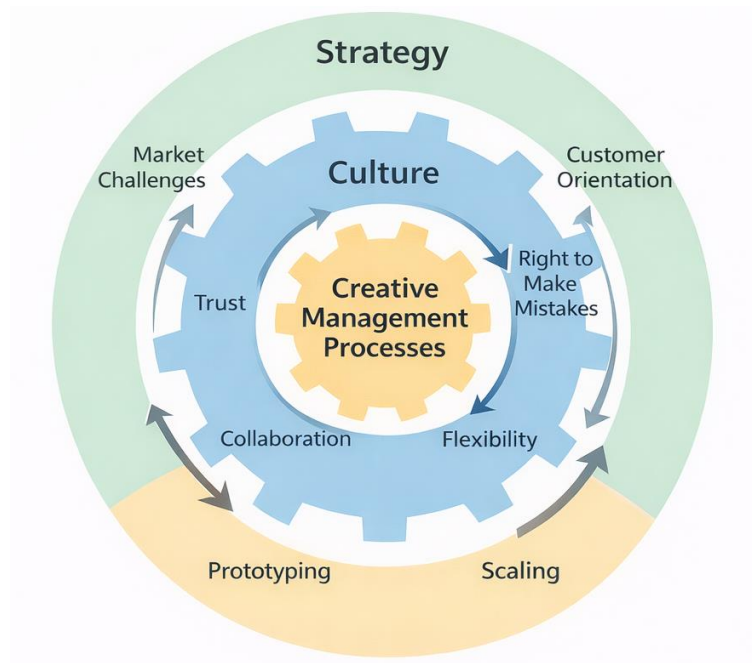 Strategy
Market
Challenges
Customer
Orientation
Culture
Trust
Right to
Make
Mistakes
Creative
Management
Processes
Collaboration
Flexibility
Prototyping
Scaling